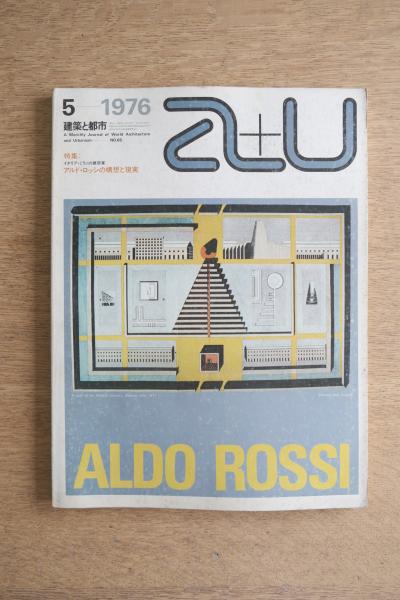 5 1976
a+u
建築と都市
A Monthly Journal of World Architecture
and Urbanism NO.65
特集:
イタリア・ミラノの建築家
アルド・ロッシの構想と現実
ALDO ROSSI